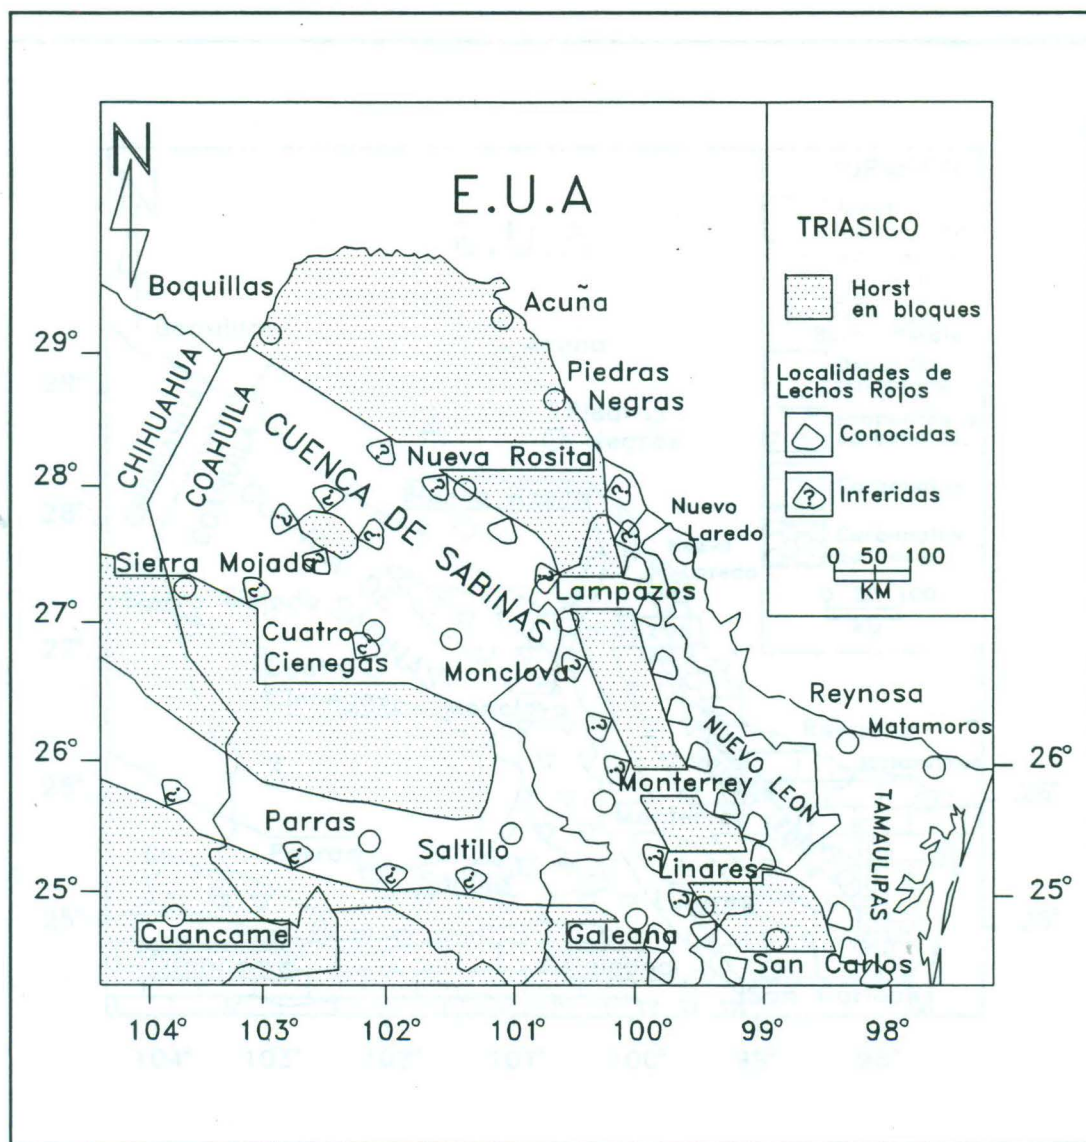 N
E.U.A
TRIASICO
Horst
en bloques
Localidades de
Lechos Rojos
Conocidas
? Inferidas
0 50 100
KM
Boquillas
Acuña
Piedras
Negras
CHIHUAHUA
COAHUILA
CUENCA DE SABINAS
Nueva Rosita
Nuevo
Laredo
Sierra Mojada
Lampazos
Cuatro
Cienegas
Monclova
Reynosa
Matamoros
NUEVO LEON
TAMAULIPAS
Monterrey
Parras
Saltillo
Linares
Cuancame
Galeana
San Carlos
29°
28°
27°
26°
25°
26°
25°
104° 103° 102° 101° 100° 99° 98°